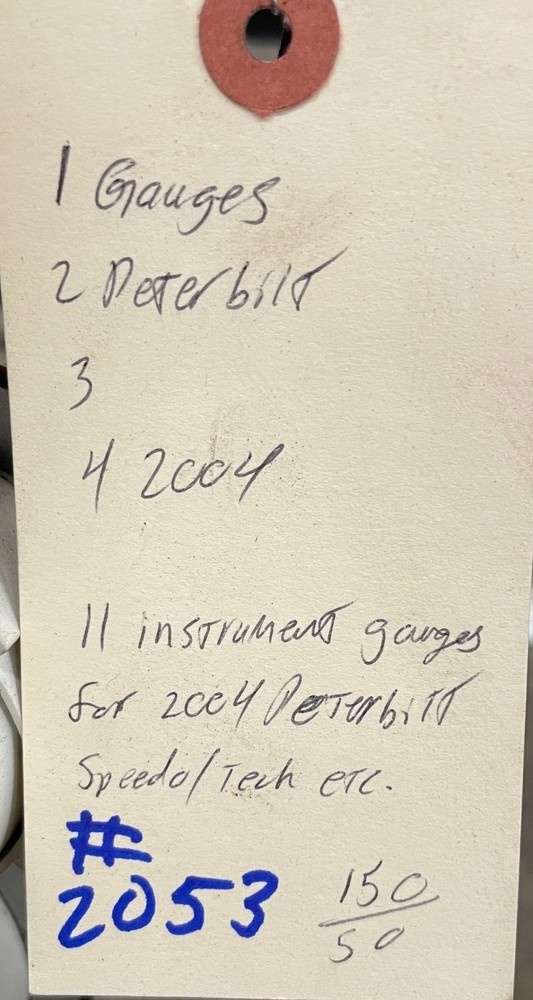 1 Gauges
2 Peterbilt
3
4 2004
11 instrument gauges
for 2004 Peterbilt
Speedo/Tech etc.
#
2053
150
50